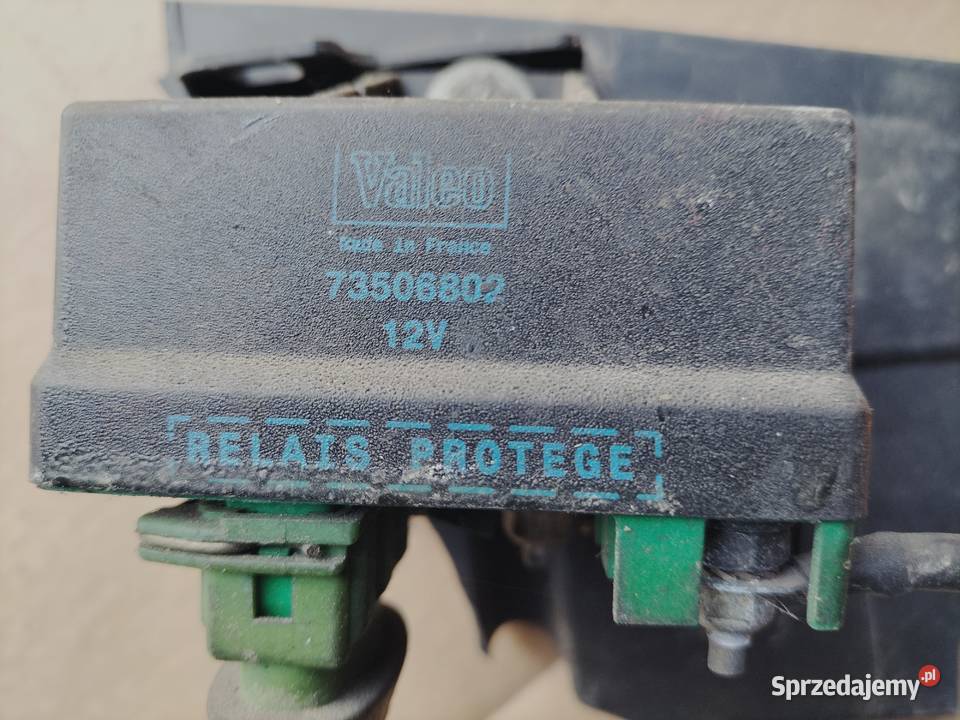 Valeo
Made in France
73506802
12V
RELAIS PROTEGE
Sprzedajemy.pl